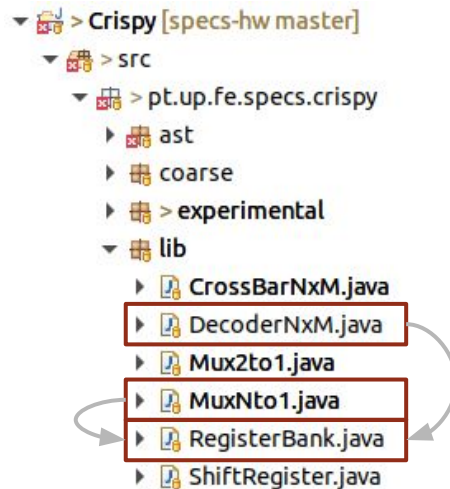 > Crispy [specs-hw master]
> src
> pt.up.fe.specs.crispy
ast
coarse
> experimental
lib
CrossBarNxM.java
DecoderNxM.java
Mux2to1.java
MuxNto1.java
RegisterBank.java
ShiftRegister.java